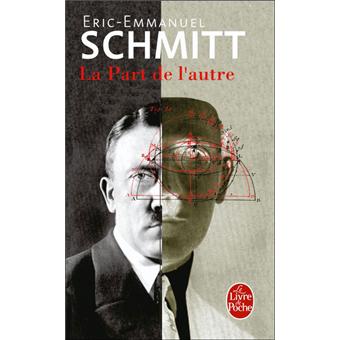 ERIC-EMMANUEL
SCHMITT
La Part de l'autre
Le
Livre
de
Poche